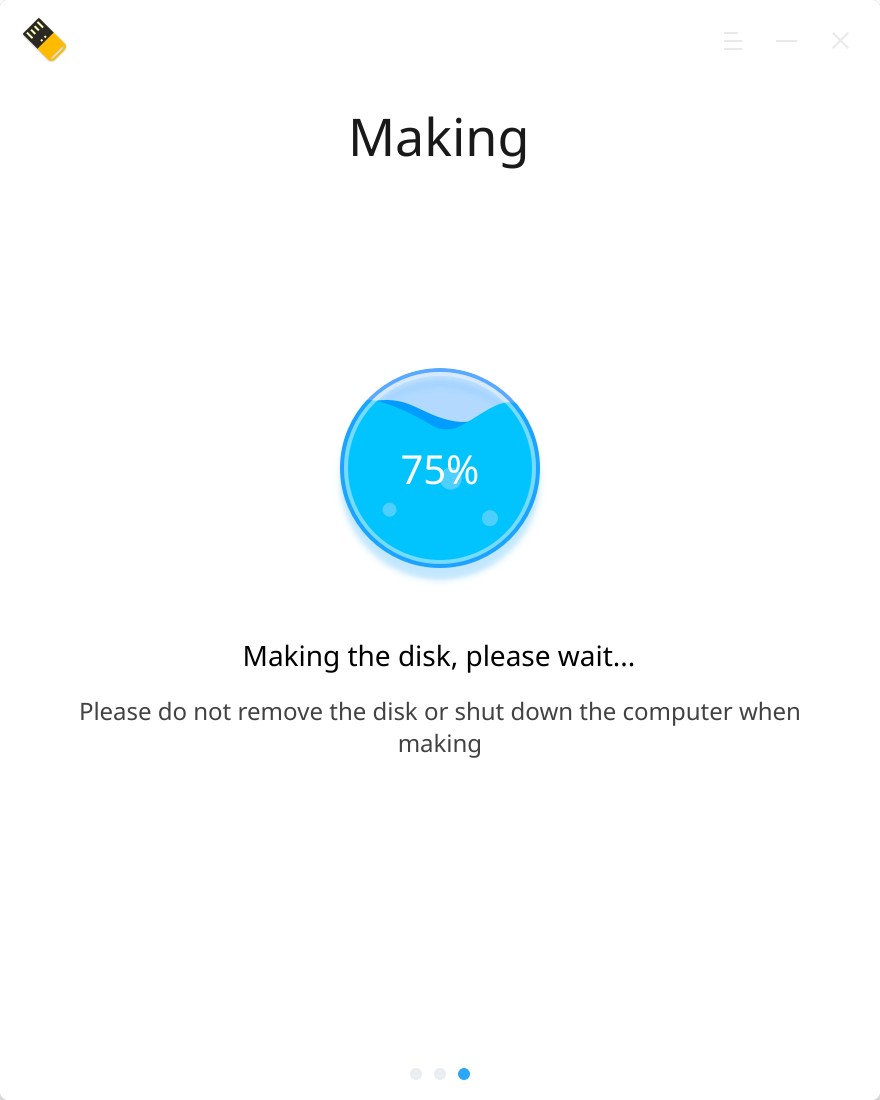 Making
75%
Making the disk, please wait...
Please do not remove the disk or shut down the computer when
making